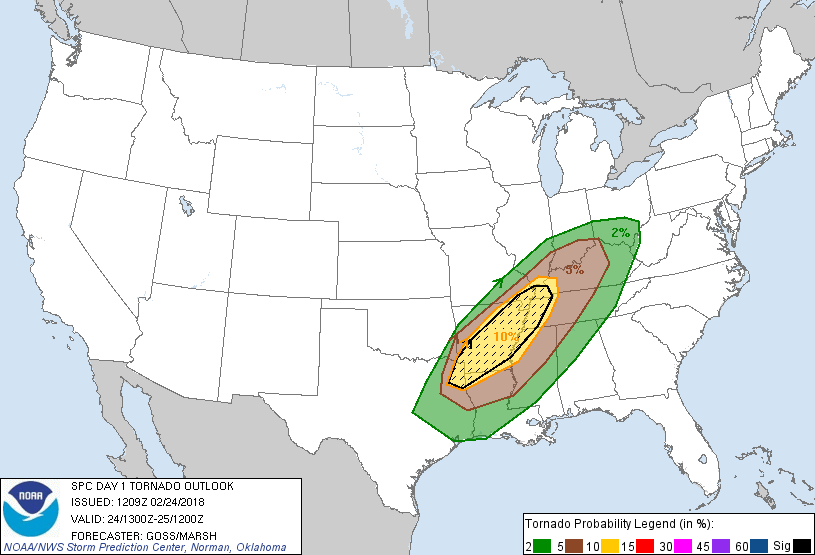 2%
5%
10%
NOAA
SPC DAY 1 TORNADO OUTLOOK
ISSUED: 1209Z 02/24/2018
VALID: 24/1300Z-25/1200Z
FORECASTER: GOSS/MARSH
NOAA/NWS Storm Prediction Center, Norman, Oklahoma
Tornado Probability Legend (in %):
2 5 10 15 30 45 60 Sig